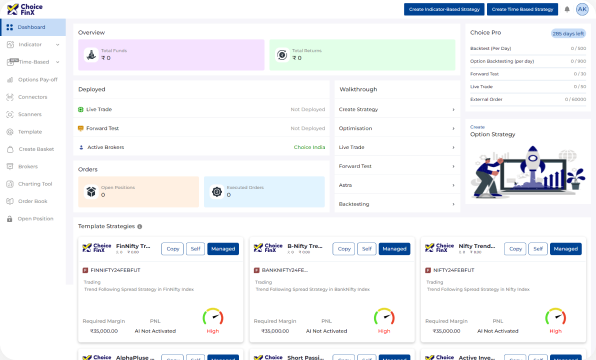 Choice FinX
Create Indicator-Based Strategy
Create Time Based Strategy
AK
Dashboard
Indicator
Time-Based
Options Pay-off
Connectors
Scanners
Template
Create Basket
Brokers
Charting Tool
Order Book
Open Position
Overview
Total Funds
₹ 0
Total Returns
₹ 0
Choice Pro
285 days left
Backtest (Per Day) 0 / 500
Option Backtesting (per day)
Forward Test 0 / 30
Live Trade 0 / 50
External Order 0 / 50000
Deployed
Live Trade Not Deployed
Forward Test Not Deployed
Active Brokers Choice India
Walkthrough
Create Strategy
Optimisation
Live Trade
Forward Test
Astra
Backtesting
Orders
Open Positions
0
Executed Orders
0
Create
Option Strategy
Template Strategies
Choice FinX
FinNifty Tr...
Copy
Self
Managed
FINNIFTY24FEBFUT
Trading
Trend Following Spread Strategy in FinNifty Index
Required Margin PNL
₹35,000.00 AI Not Activated High
Choice FinX
B-Nifty Tre...
Copy
Self
Managed
BANKNIFTY24FE...
Trading
Trend Following Spread Strategy in BankNifty Index
Required Margin PNL
₹35,000.00 AI Not Activated High
Choice FinX
Nifty Trend...
Copy
Self
Managed
NIFTY24FEBFUT
Trading
Trend Following Spread Strategy in Nifty Index
Required Margin PNL
₹35,000.00 AI Not Activated High
Choice
AlphaPluse ...
Copy
Self
Managed
Choice
Short Passi...
Copy
Self
Managed
Choice
Active Inve...
Copy
Self
Managed